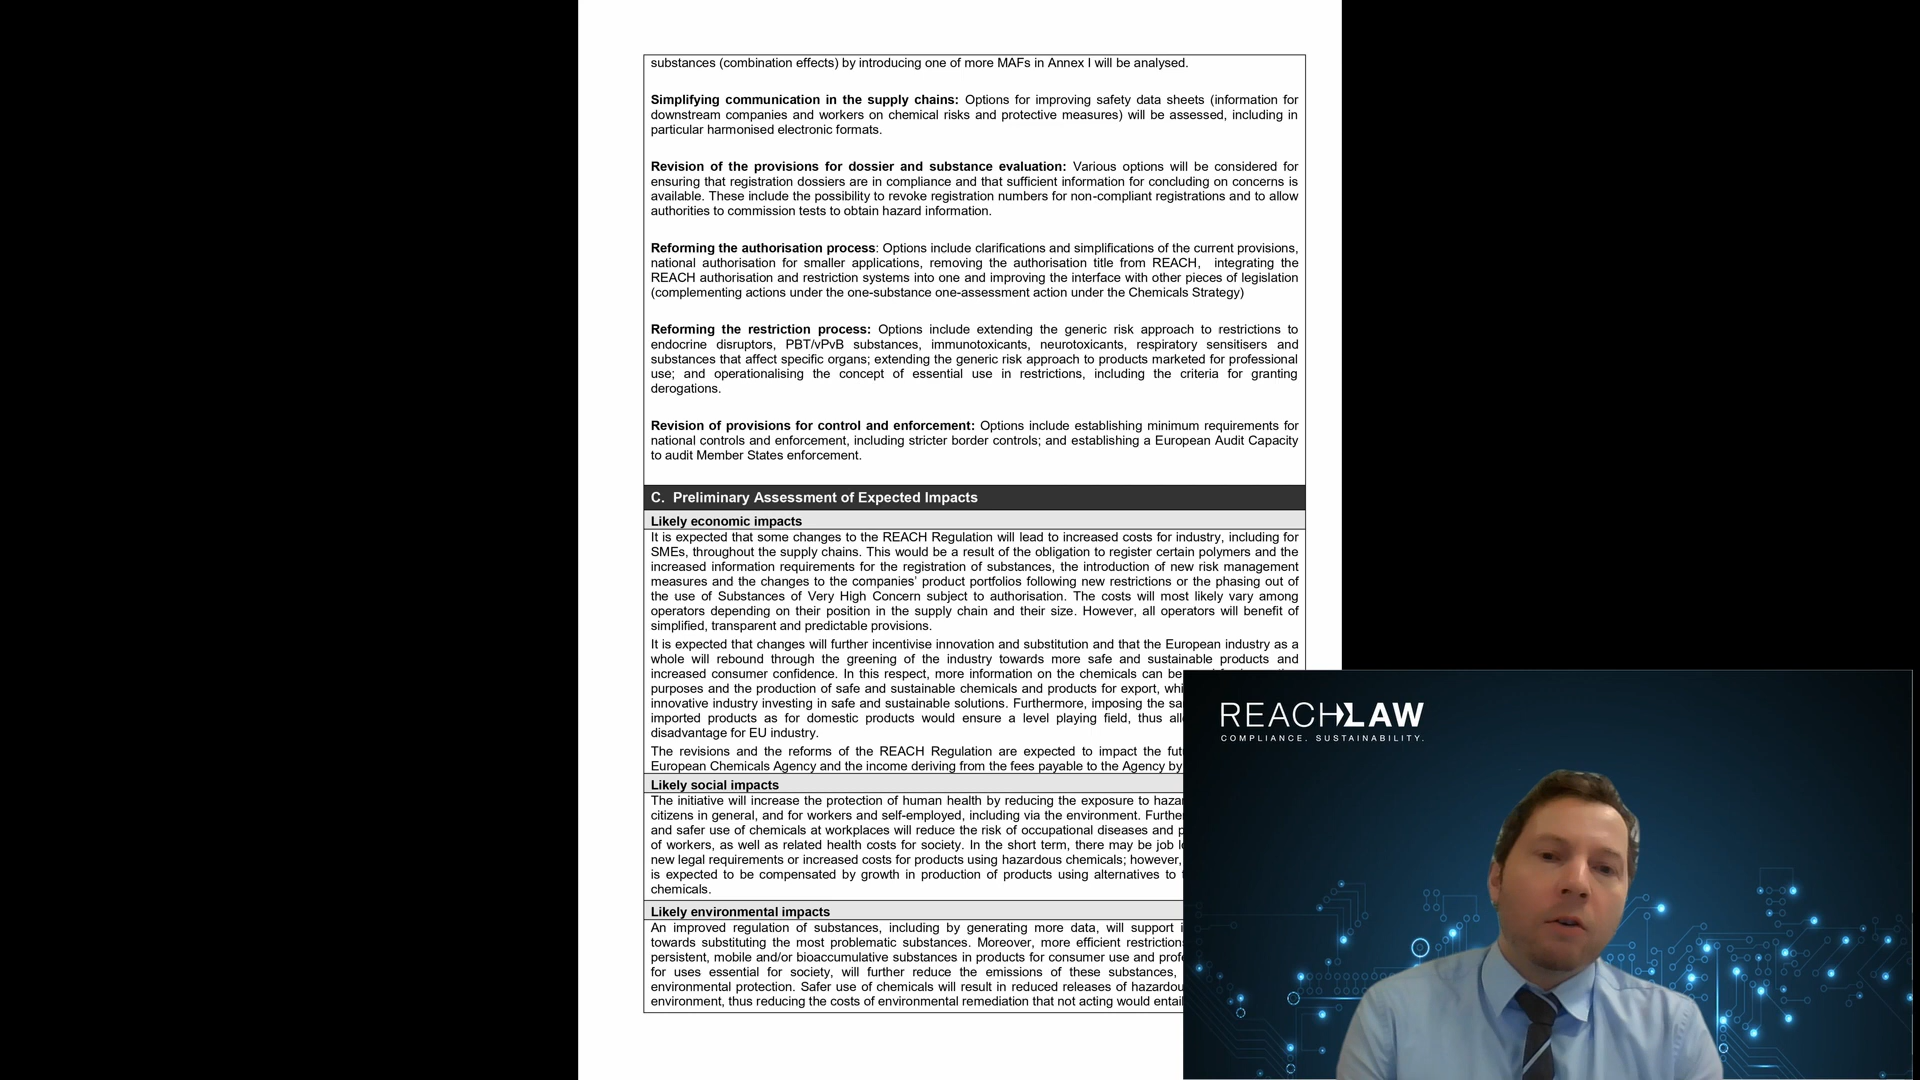 substances (combination effects) by introducing one of more MAFs in Annex I will be analysed.
Simplifying communication in the supply chains: Options for improving safety data sheets (information for
downstream companies and workers on chemical risks and protective measures) will be assessed, including in
particular harmonised electronic formats.
Revision of the provisions for dossier and substance evaluation: Various options will be considered for
ensuring that registration dossiers are in compliance and that sufficient information for concluding on concerns is
available. These include the possibility to revoke registration numbers for non-compliant registrations and to allow
authorities to commission tests to obtain hazard information.
Reforming the authorisation process: Options include clarifications and simplifications of the current provisions,
national authorisation for smaller applications, removing the authorisation title from REACH, integrating the
REACH authorisation and restriction systems into one and improving the interface with other pieces of legislation
(complementing actions under the one-substance one-assessment action under the Chemicals Strategy)
Reforming the restriction process: Options include extending the generic risk approach to restrictions to
endocrine disruptors, PBT/vPvB substances, immunotoxicants, neurotoxicants, respiratory sensitisers and
substances that affect specific organs; extending the generic risk approach to products marketed for professional
use; and operationalising the concept of essential use in restrictions, including the criteria for granting
derogations.
Revision of provisions for control and enforcement: Options include establishing minimum requirements for
national controls and enforcement, including stricter border controls; and establishing a European Audit Capacity
to audit Member States enforcement.
C. Preliminary Assessment of Expected Impacts
Likely economic impacts
It is expected that some changes to the REACH Regulation will lead to increased costs for industry, including for
SMEs, throughout the supply chains. This would be a result of the obligation to register certain polymers and the
increased information requirements for the registration of substances, the introduction of new risk management
measures and the changes to the companies' product portfolios following new restrictions or the phasing out of
the use of Substances of Very High Concern subject to authorisation. The costs will most likely vary among
operators depending on their position in the supply chain and their size. However, all operators will benefit of
simplified, transparent and predictable provisions.
It is expected that changes will further incentivise innovation and substitution and that the European industry as a
whole will rebound through the greening of the industry towards more safe and sustainable products and
increased consumer confidence. In this respect, more information on the chemicals can be
purposes and the production of safe and sustainable chemicals and products for export,
innovative industry investing in safe and sustainable solutions. Furthermore, imposing the
imported products as for domestic products would ensure a level playing field, thus
disadvantage for EU industry.
The revisions and the reforms of the REACH Regulation are expected to impact the
European Chemicals Agency and the income deriving from the fees payable to the Agency by
Likely social impacts
The initiative will increase the protection of human health by reducing the exposure to
citizens in general, and for workers and self-employed, including via the environment.
and safer use of chemicals at workplaces will reduce the risk of occupational diseases and
of workers, as well as related health costs for society. In the short term, there may be job
new legal requirements or increased costs for products using hazardous chemicals; however,
is expected to be compensated by growth in production of products using alternatives to
chemicals.
Likely environmental impacts
An improved regulation of substances, including by generating more data, will support
towards substituting the most problematic substances. Moreover, more efficient
persistent, mobile and/or bioaccumulative substances in products for consumer use and
for uses essential for society, will further reduce the emissions of these substances,
environmental protection. Safer use of chemicals will result in reduced releases of
environment, thus reducing the costs of environmental remediation that not acting would
REACHLAW
COMPLIANCE. SUSTAINABILITY.